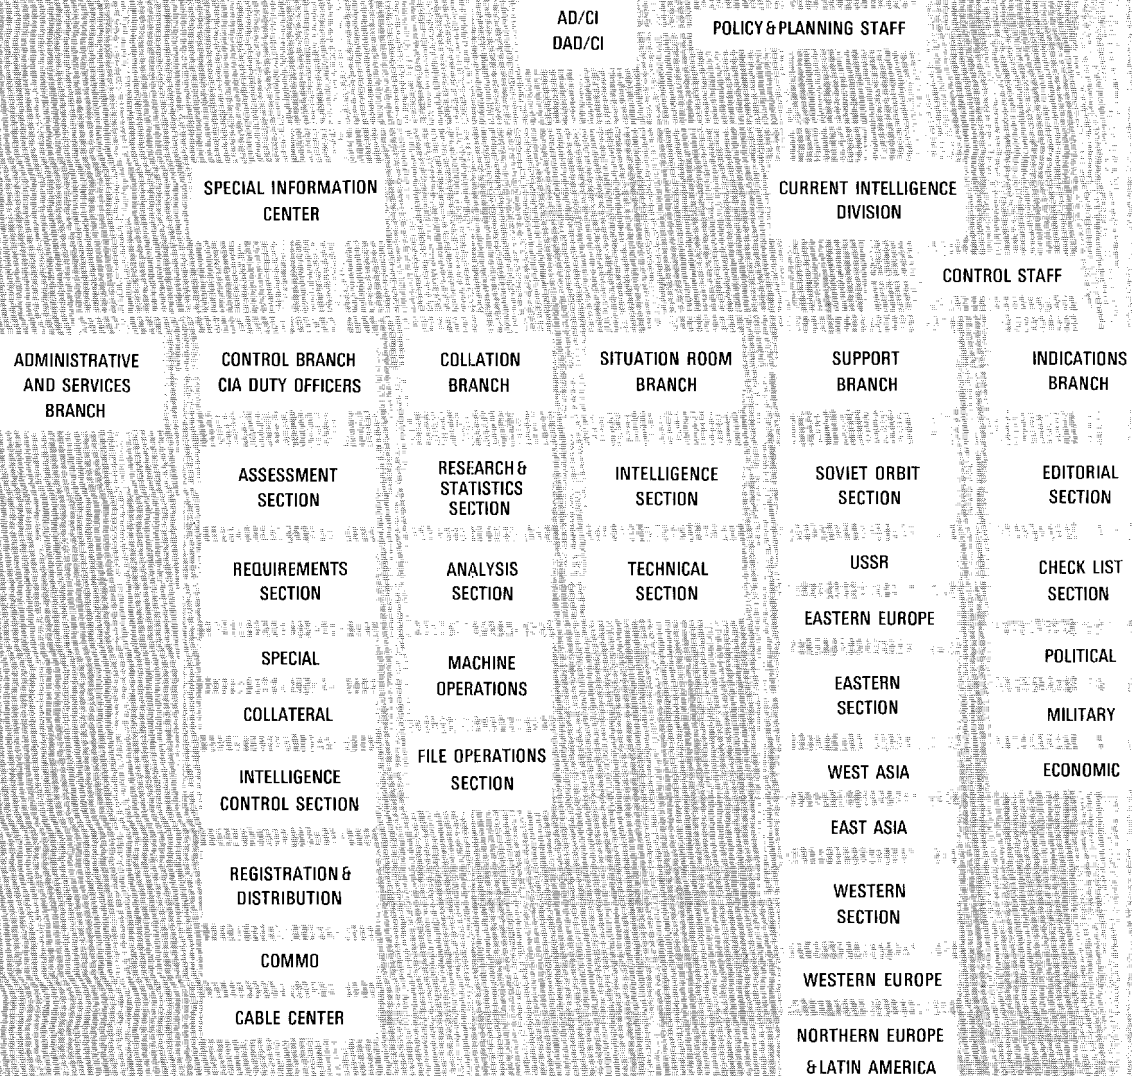 AD/CI
DAD/CI
POLICY & PLANNING STAFF
SPECIAL INFORMATION
CENTER
CURRENT INTELLIGENCE
DIVISION
CONTROL STAFF
ADMINISTRATIVE
AND SERVICES
BRANCH
CONTROL BRANCH
CIA DUTY OFFICERS
COLLATION
BRANCH
SITUATION ROOM
BRANCH
SUPPORT
BRANCH
INDICATIONS
BRANCH
ASSESSMENT
SECTION
REQUIREMENTS
SECTION
SPECIAL
COLLATERAL
INTELLIGENCE
CONTROL SECTION
REGISTRATION &
DISTRIBUTION
COMMO
CABLE CENTER
RESEARCH &
STATISTICS
SECTION
ANALYSIS
SECTION
MACHINE
OPERATIONS
FILE OPERATIONS
SECTION
INTELLIGENCE
SECTION
TECHNICAL
SECTION
SOVIET ORBIT
SECTION
USSR
EASTERN EUROPE
EASTERN
SECTION
WEST ASIA
EAST ASIA
WESTERN
SECTION
WESTERN EUROPE
NORTHERN EUROPE
& LATIN AMERICA
EDITORIAL
SECTION
CHECK LIST
SECTION
POLITICAL
MILITARY
ECONOMIC